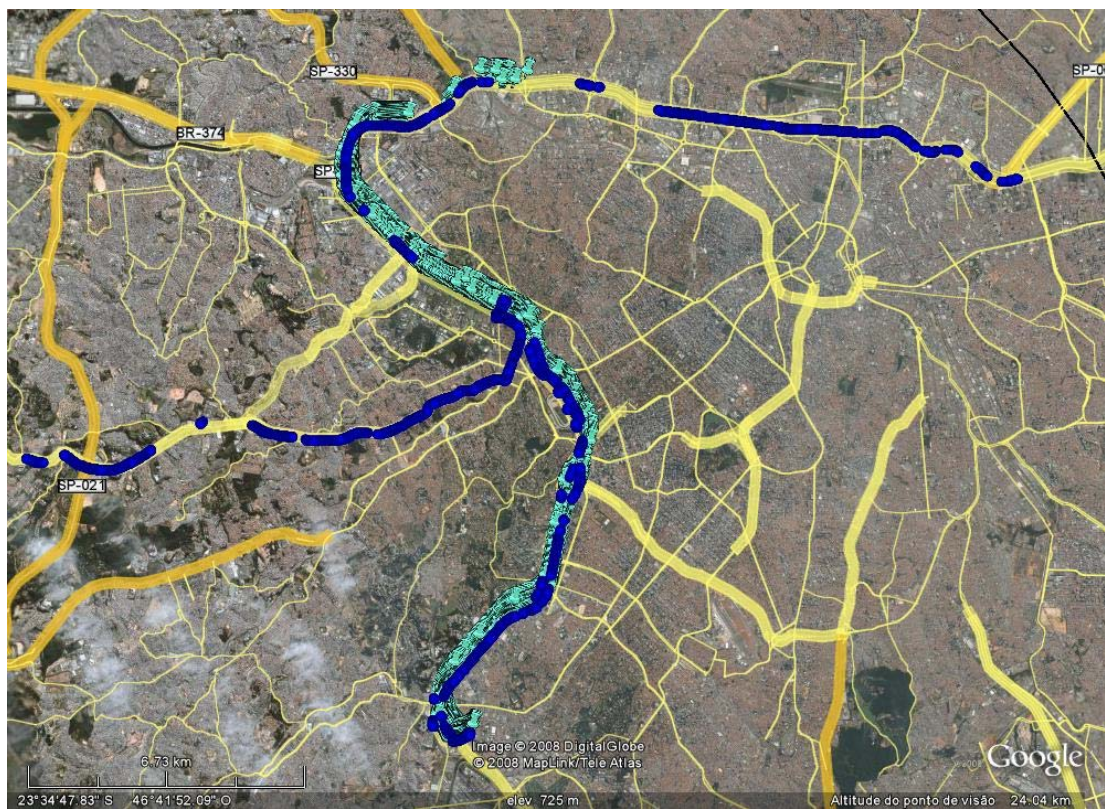 SP-330
SP-0
BR-374
SP-
SP-021
Image © 2008 DigitalGlobe
© 2008 MapLink/Tele Atlas
Google
6.73 km
23°34'47.83" S 46°41'52.09" O
elev 725 m
Altitude do ponto de visão 24.04 km